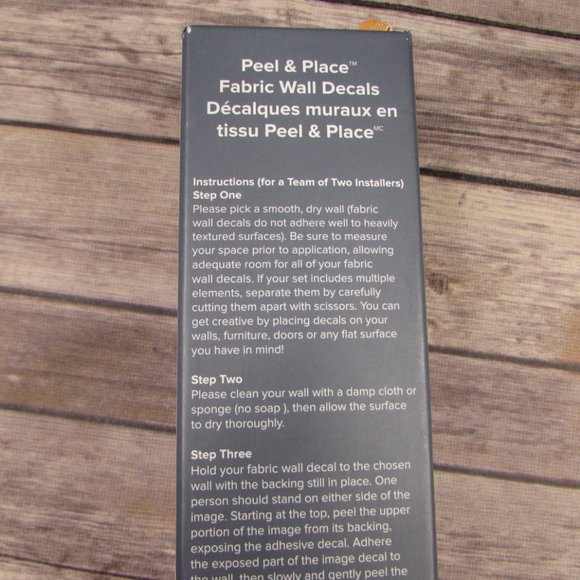 Peel & Place™
Fabric Wall Decals
Décalques muraux en
tissu Peel & Place MC
Instructions (for a Team of Two Installers)
Step One
Please pick a smooth, dry wall (fabric
wall decals do not adhere well to heavily
textured surfaces). Be sure to measure
your space prior to application, allowing
adequate room for all of your fabric
wall decals. If your set includes multiple
elements, separate them by carefully
cutting them apart with scissors. You can
get creative by placing decals on your
walls, furniture, doors or any flat surface
you have in mind!
Step Two
Please clean your wall with a damp cloth or
sponge (no soap ), then allow the surface
to dry thoroughly.
Step Three
Hold your fabric wall decal to the chosen
wall with the backing still in place. One
person should stand on either side of the
image. Starting at the top, peel the upper
portion of the image from its backing,
exposing the adhesive decal. Adhere
the exposed part of the image decal to
the wall, then slowly and gently peel the